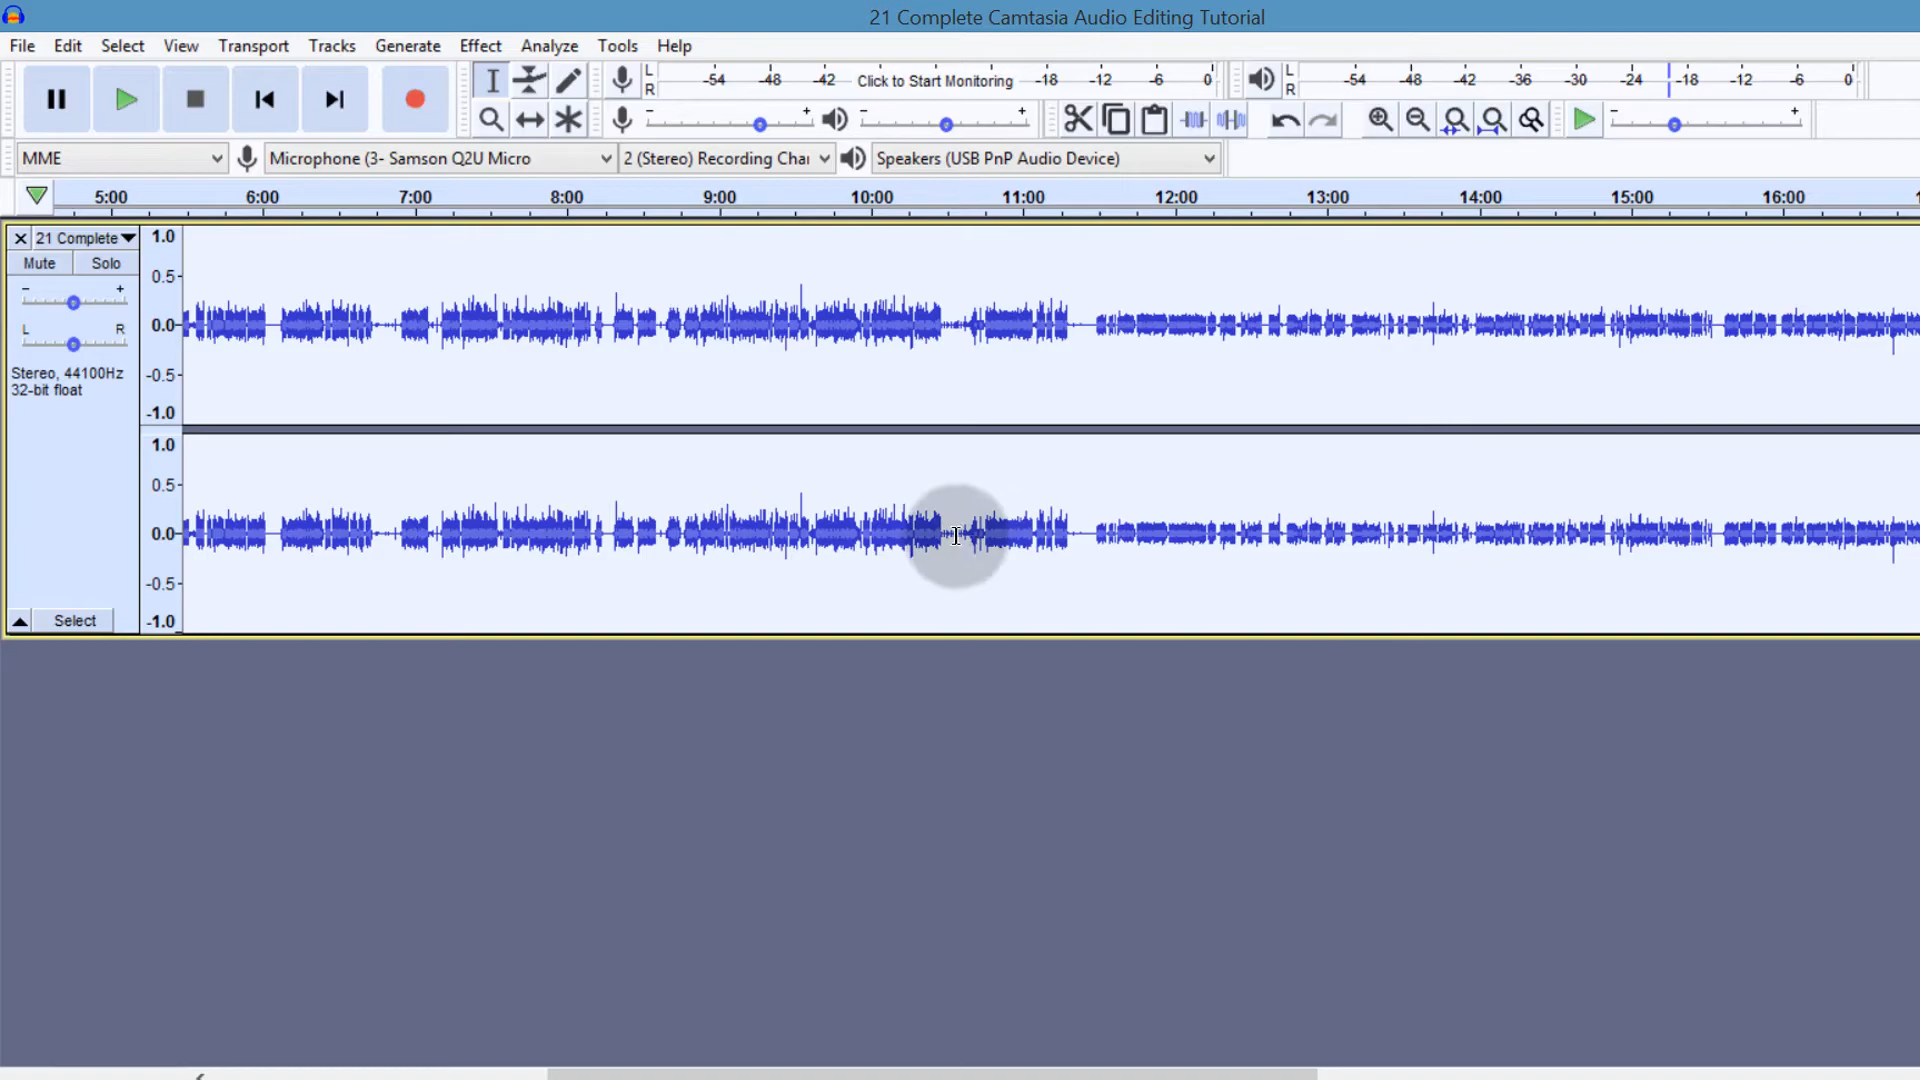 21 Complete Camtasia Audio Editing Tutorial
File Edit Select View Transport Tracks Generate Effect Analyze Tools Help
L R -54 -48 -42 Click to Start Monitoring -18 -12 -6 0 L R -54 -48 -42 -36 -30 -24 -18 -12 -6 0
- + - + - +
MME Microphone (3- Samson Q2U Micro 2 (Stereo) Recording Chai Speakers (USB PnP Audio Device)
5:00 6:00 7:00 8:00 9:00 10:00 11:00 12:00 13:00 14:00 15:00 16:00
21 Complete 1.0
Mute Solo
0.5
- +
0.0
L R
Stereo, 44100Hz -0.5
32-bit float
-1.0
1.0
0.5
0.0
-0.5
Select -1.0